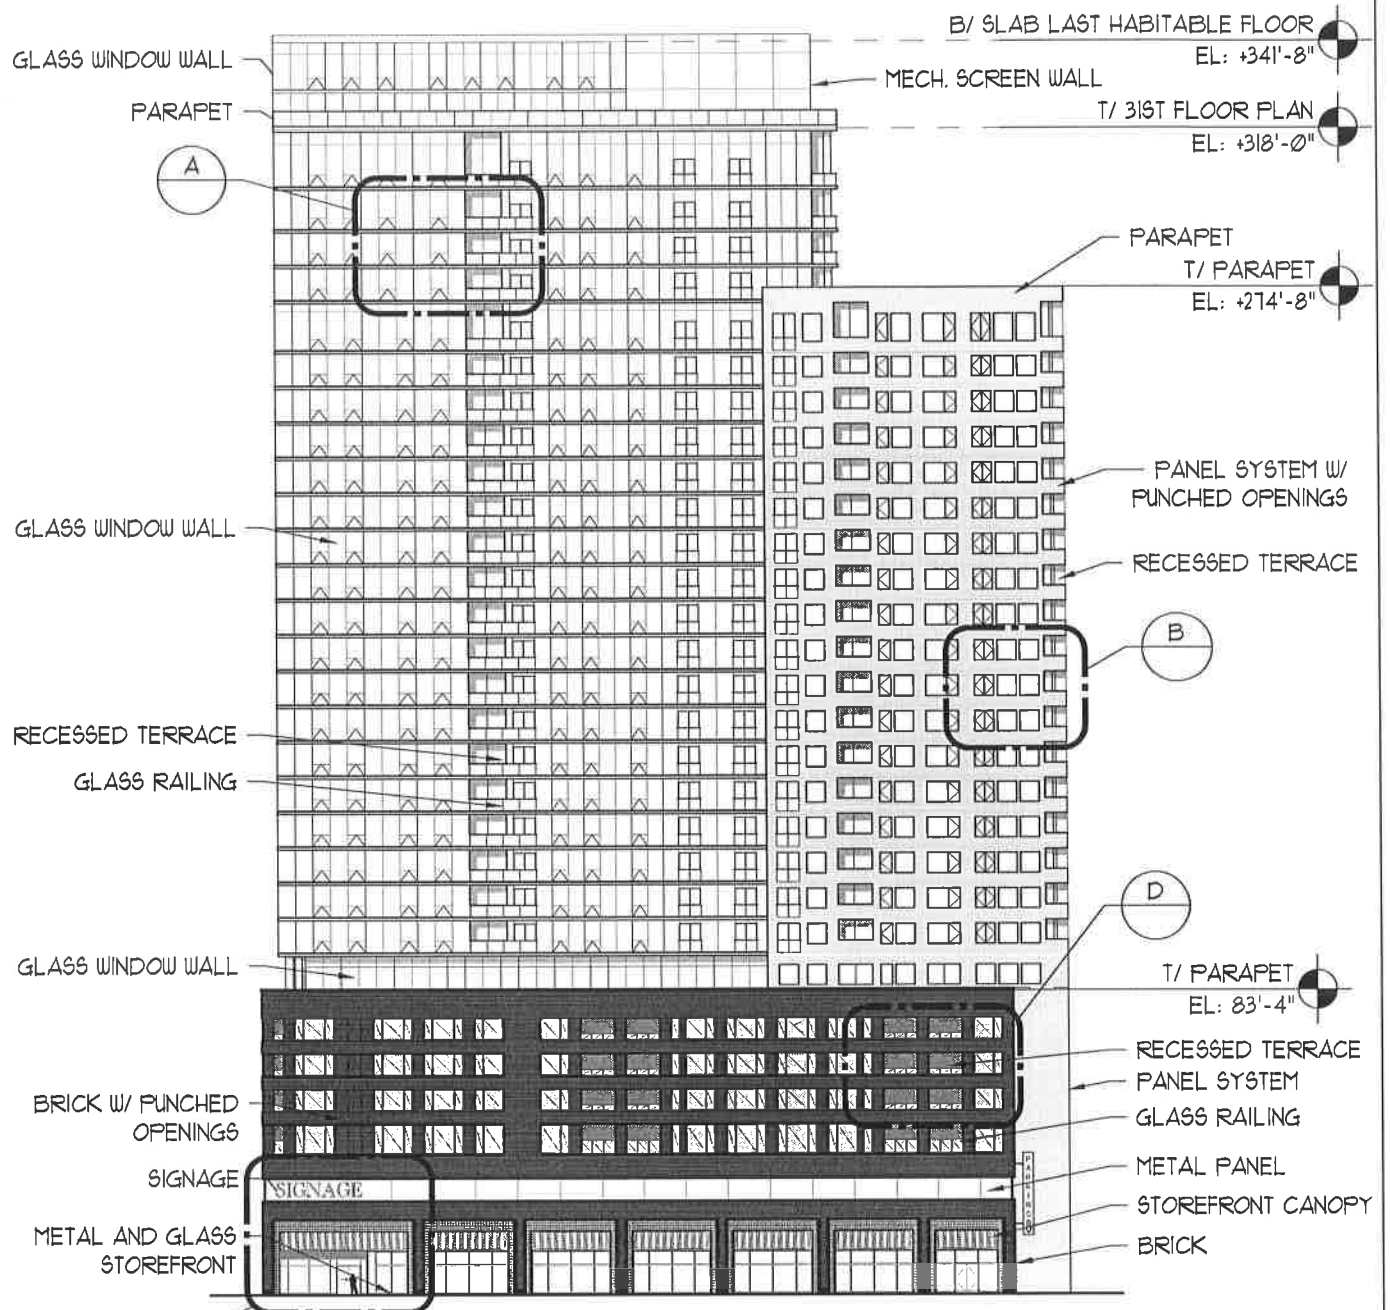 B/ SLAB LAST HABITABLE FLOOR
EL: +341'-8"
GLASS WINDOW WALL
MECH. SCREEN WALL
PARAPET
T/ 31ST FLOOR PLAN
EL: +318'-0"
A
PARAPET
T/ PARAPET
EL: +274'-8"
PANEL SYSTEM W/
PUNCHED OPENINGS
GLASS WINDOW WALL
RECESSED TERRACE
B
RECESSED TERRACE
GLASS RAILING
D
GLASS WINDOW WALL
T/ PARAPET
EL: 83'-4"
RECESSED TERRACE
PANEL SYSTEM
BRICK W/ PUNCHED
OPENINGS
GLASS RAILING
SIGNAGE
SIGNAGE
METAL PANEL
PARKING
STOREFRONT CANOPY
METAL AND GLASS
STOREFRONT
BRICK